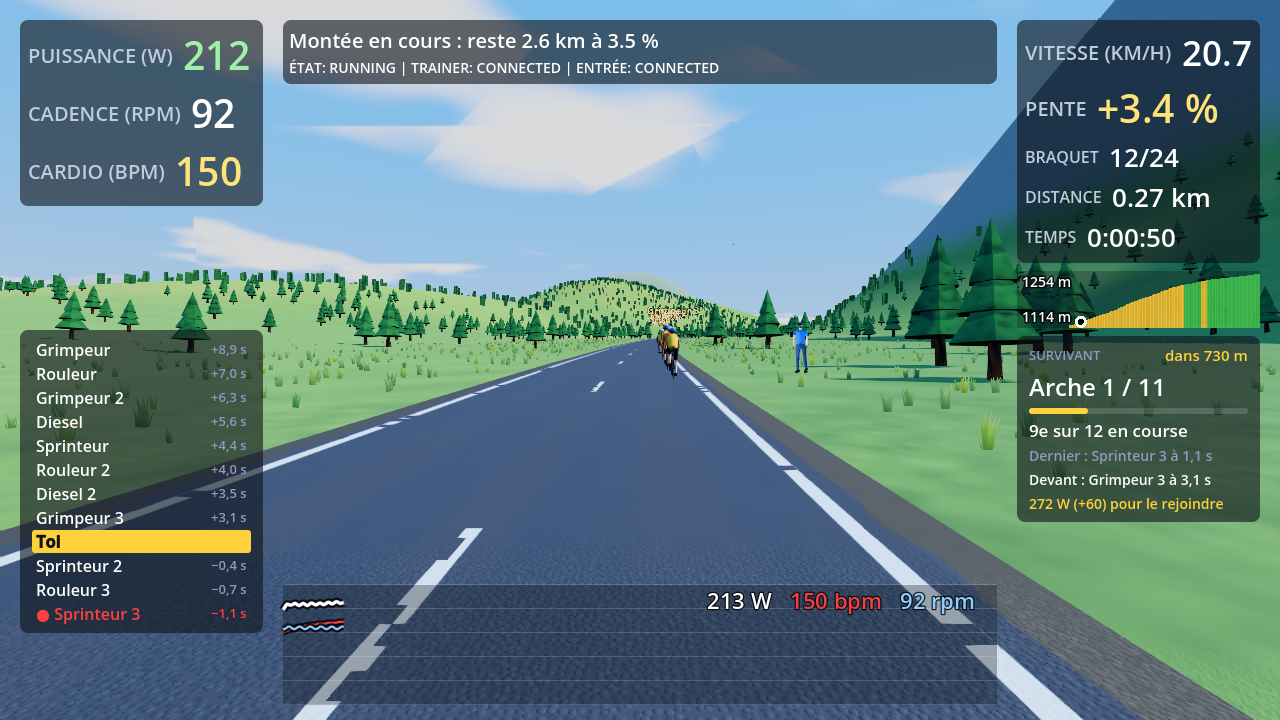 PUISSANCE (W) 212
CADENCE (RPM) 92
CARDIO (BPM) 150
Montée en cours : reste 2.6 km à 3.5 %
ÉTAT: RUNNING | TRAINER: CONNECTED | ENTRÉE: CONNECTED
VITESSE (KM/H) 20.7
PENTE +3.4 %
BRAQUET 12/24
DISTANCE 0.27 km
TEMPS 0:00:50
1254 m
1114 m
SURVIVANT dans 730 m
Arche 1 / 11
9e sur 12 en course
Dernier : Sprinteur 3 à 1,1 s
Devant : Grimpeur 3 à 3,1 s
272 W (+60) pour le rejoindre
Grimpeur +8,9 s
Rouleur +7,0 s
Grimpeur 2 +6,3 s
Diesel +5,6 s
Sprinteur +4,4 s
Rouleur 2 +4,0 s
Diesel 2 +3,5 s
Grimpeur 3 +3,1 s
Toi
Sprinteur 2 −0,4 s
Rouleur 3 −0,7 s
Sprinteur 3 −1,1 s
213 W 150 bpm 92 rpm